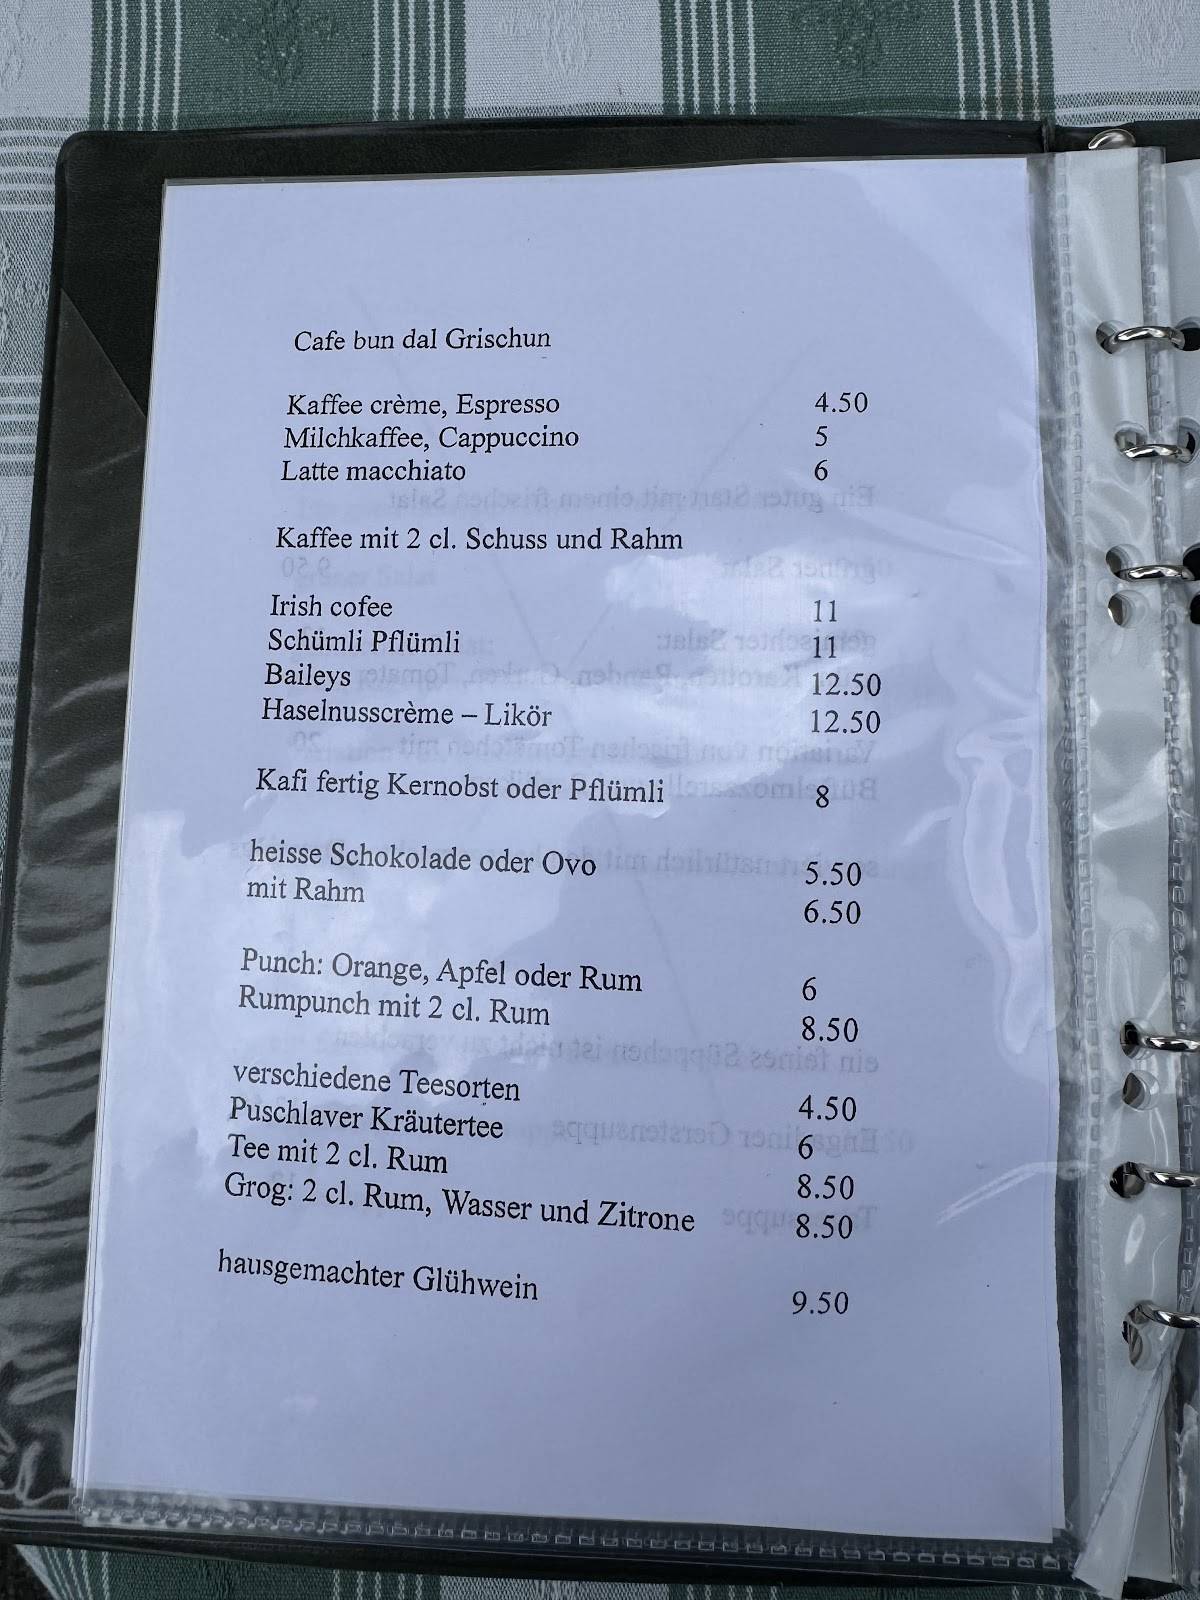 Cafe bun dal Grischun
Kaffee crème, Espresso 4.50
Milchkaffee, Cappuccino 5
Latte macchiato 6
Kaffee mit 2 cl. Schuss und Rahm
Irish cofee 11
Schümli Pflümli 11
Baileys 12.50
Haselnusscrème – Likör 12.50
Kafi fertig Kernobst oder Pflümli 8
heisse Schokolade oder Ovo 5.50
mit Rahm 6.50
Punch: Orange, Apfel oder Rum 6
Rumpunch mit 2 cl. Rum 8.50
verschiedene Teesorten 4.50
Puschlaver Kräutertee 6
Tee mit 2 cl. Rum 8.50
Grog: 2 cl. Rum, Wasser und Zitrone 8.50
hausgemachter Glühwein 9.50